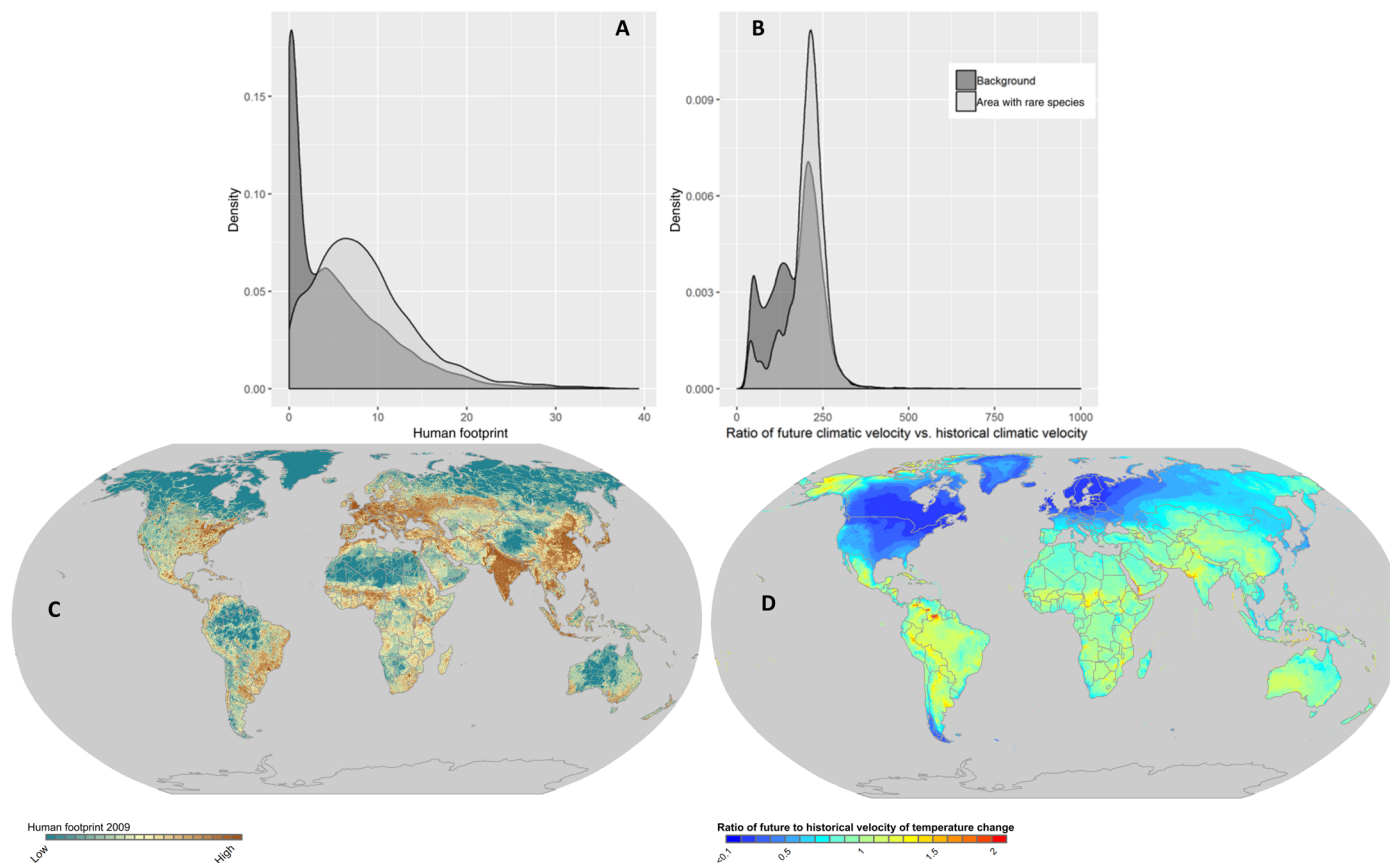 A
0.15
0.10
0.05
0.00
Density
0
10
20
30
40
Human footprint
B
Background
Area with rare species
0.009
0.006
0.003
0.000
Density
0
250
500
750
1000
Ratio of future climatic velocity vs. historical climatic velocity
C
Human footprint 2009
Low
High
D
Ratio of future to historical velocity of temperature change
<0.1
0.5
1
1.5
2